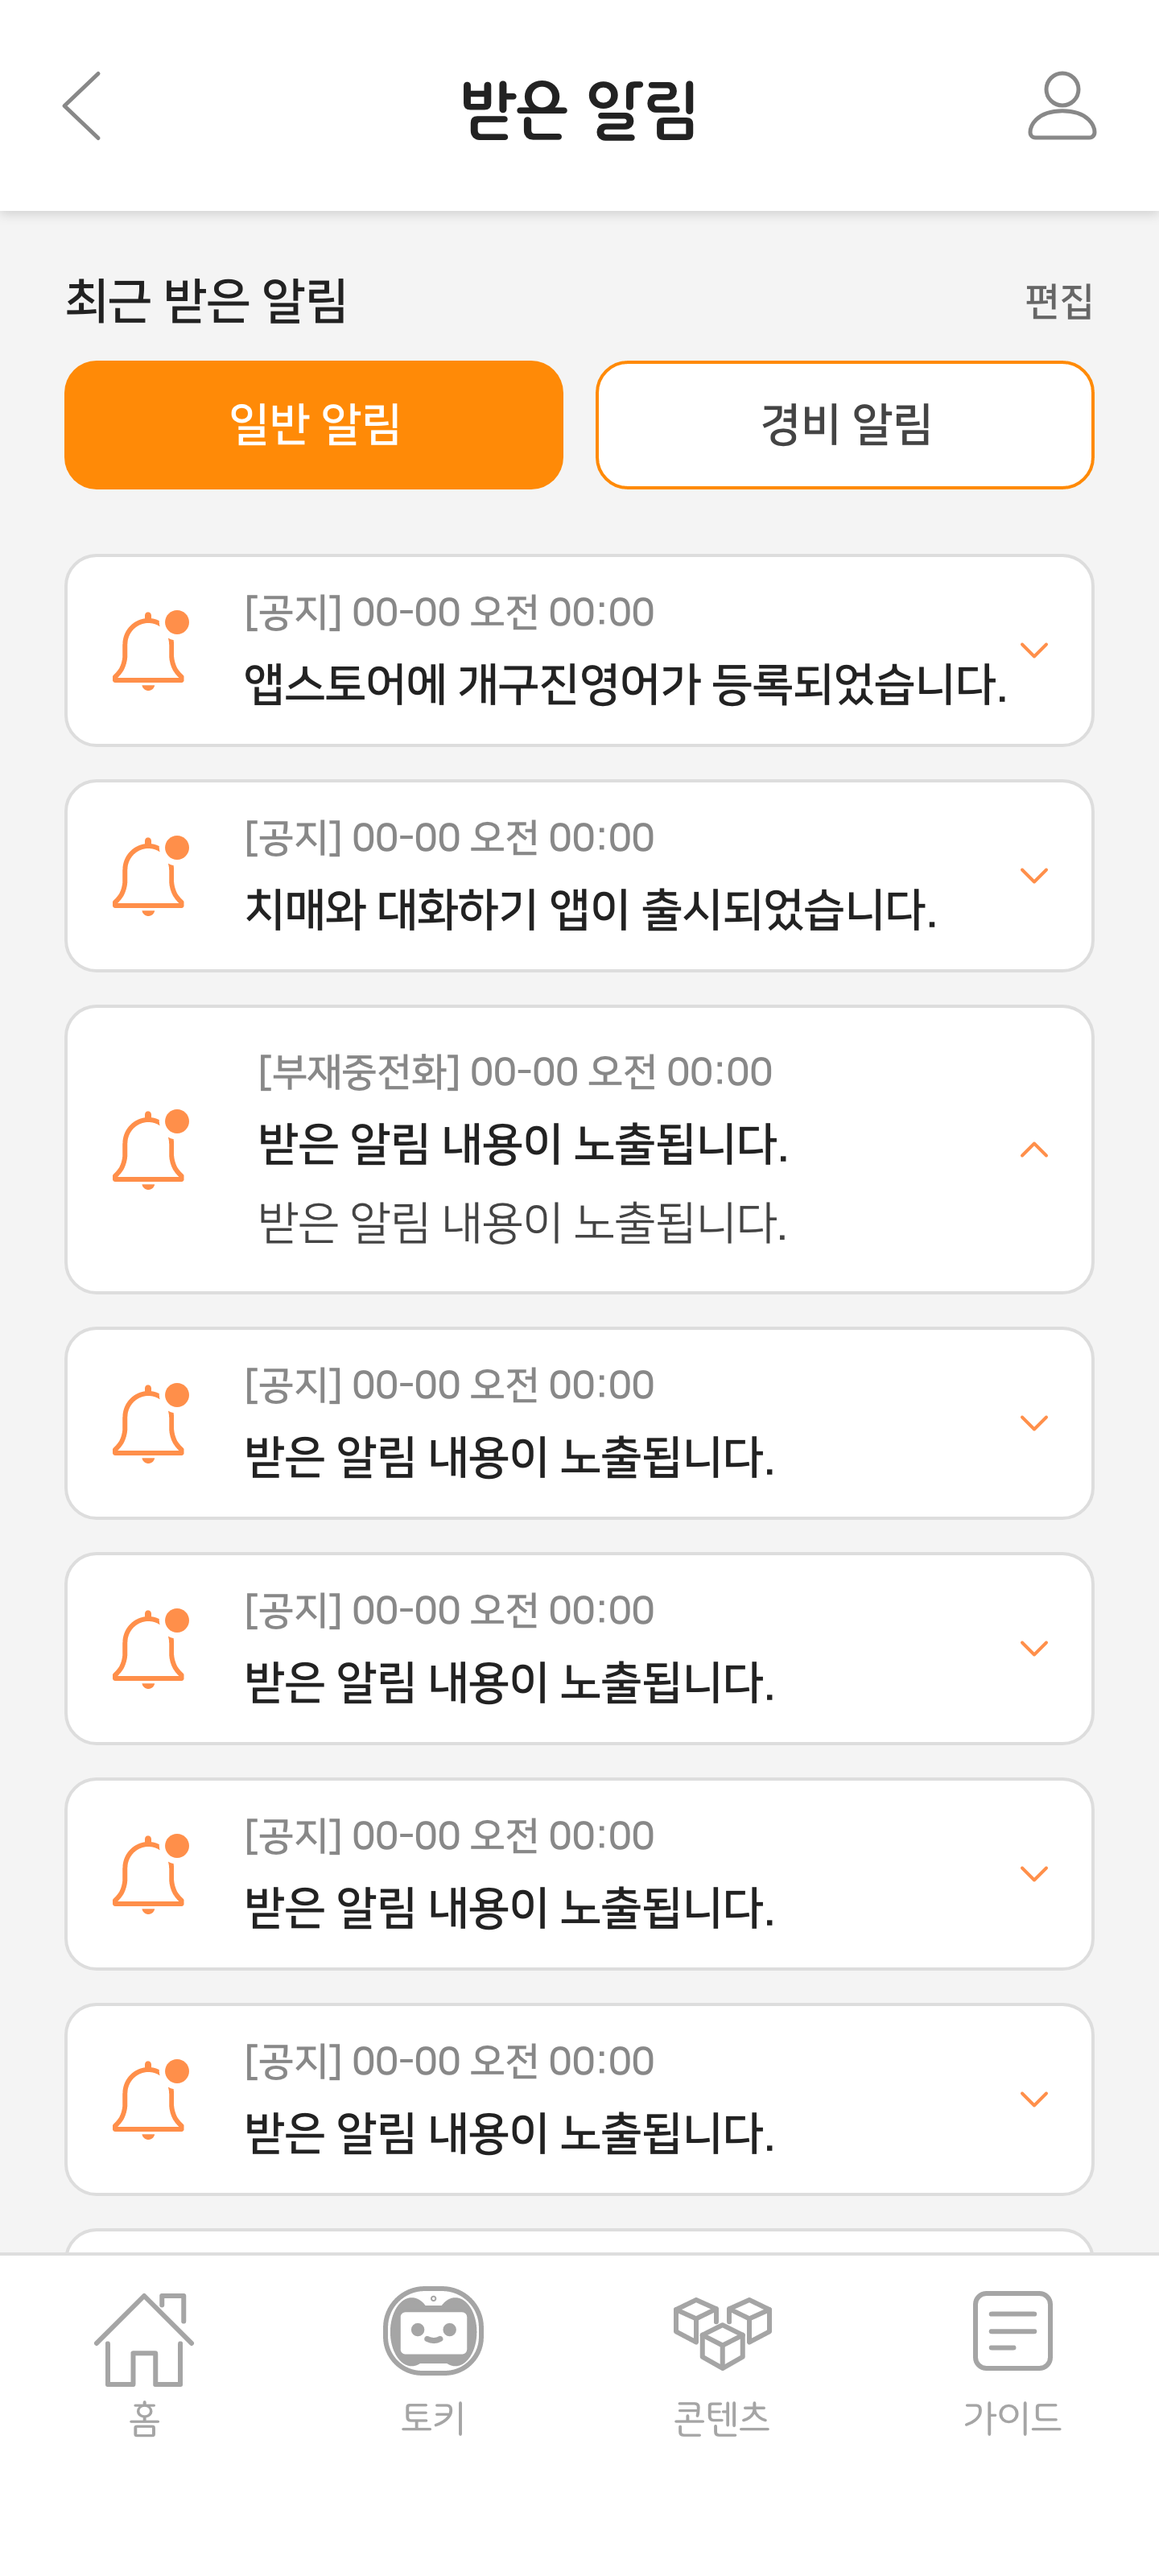 받은 알림
최근 받은 알림
편집
일반 알림
경비 알림
[공지] 00-00 오전 00:00
앱스토어에 개구진영어가 등록되었습니다.
[공지] 00-00 오전 00:00
치매와 대화하기 앱이 출시되었습니다.
[부재중전화] 00-00 오전 00:00
받은 알림 내용이 노출됩니다.
받은 알림 내용이 노출됩니다.
[공지] 00-00 오전 00:00
받은 알림 내용이 노출됩니다.
[공지] 00-00 오전 00:00
받은 알림 내용이 노출됩니다.
[공지] 00-00 오전 00:00
받은 알림 내용이 노출됩니다.
[공지] 00-00 오전 00:00
받은 알림 내용이 노출됩니다.
홈
토키
콘텐츠
가이드